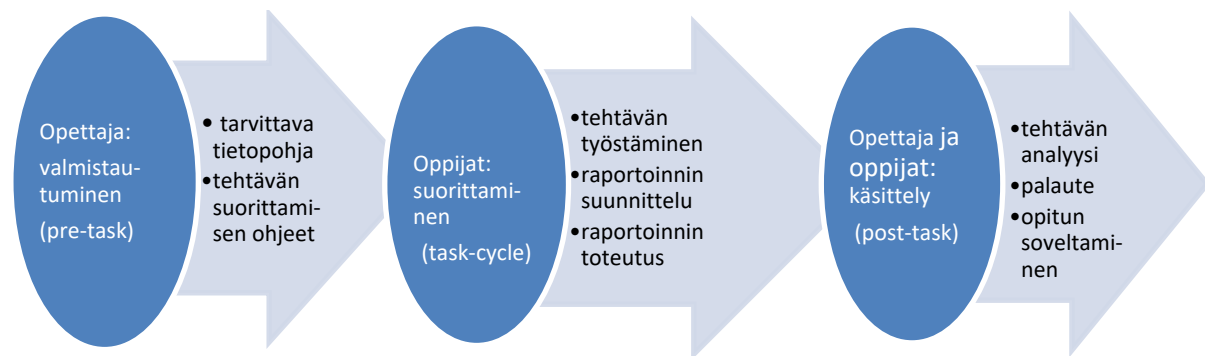 Opettaja:
valmistau-
tuminen
(pre-task)
• tarvittava
tietopohja
•tehtävän
suorittami-
sen ohjeet
Oppijat:
suorittami-
nen
(task-cycle)
•tehtävän
työstäminen
•raportoinnin
suunnittelu
•raportoinnin
toteutus
Opettaja ja
oppijat:
käsittely
(post-task)
•tehtävän
analyysi
•palaute
•opitun
soveltami-
nen